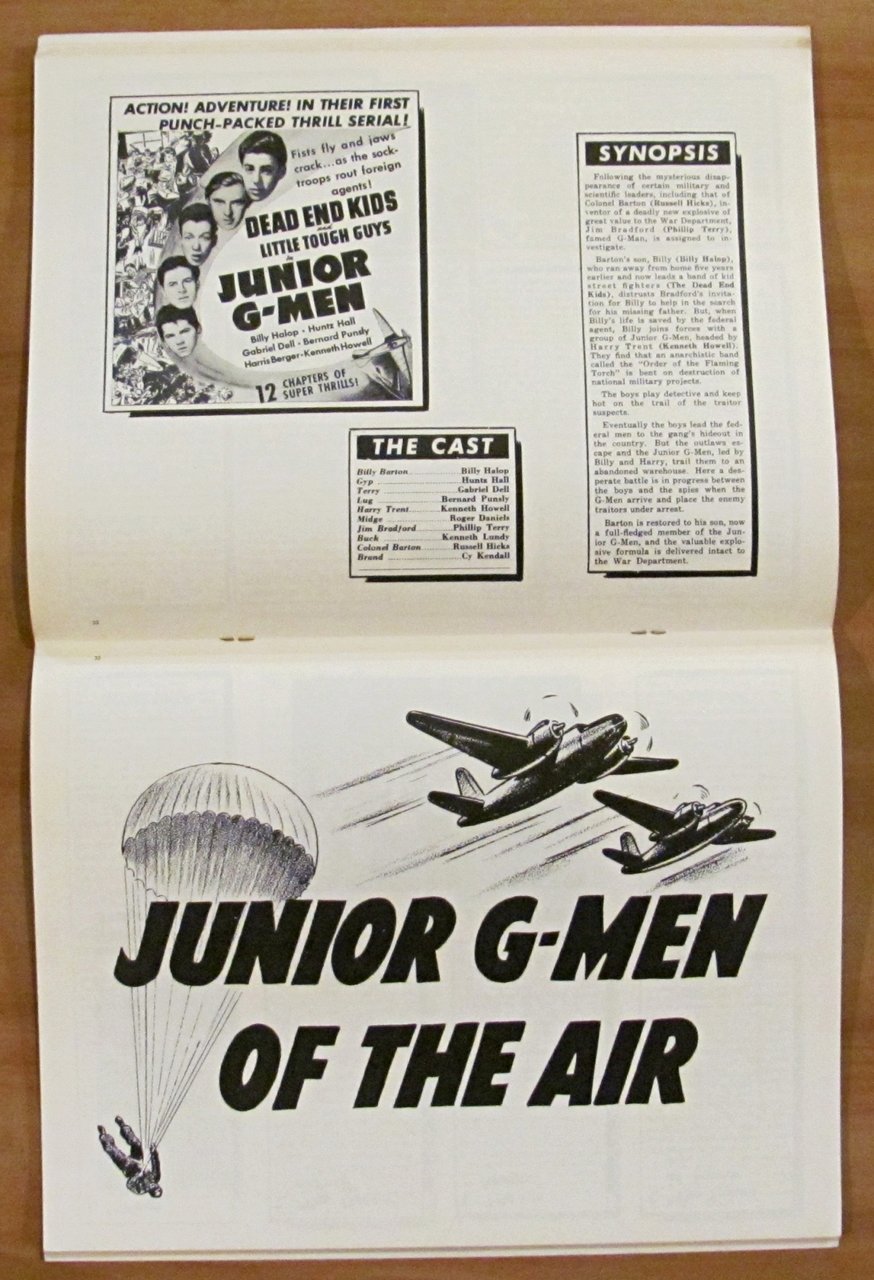 ACTION! ADVENTURE! IN THEIR FIRST
PUNCH-PACKED THRILL SERIAL!
Fists fly and jaws
crack...as the sock-
troops rout foreign
agents!
DEAD END KIDS
and
LITTLE TOUGH GUYS
in
JUNIOR
G-MEN
Billy Halop - Huntz Hall
Gabriel Dell - Bernard Punsly
Harris Berger - Kenneth Howell
12 CHAPTERS OF
SUPER THRILLS!
SYNOPSIS
Following the mysterious disap-
pearance of certain military and
scientific leaders, including that of
Colonel Barton (Russell Hicks), in-
ventor of a deadly new explosive of
great value to the War Department,
Jim Bradford (Phillip Terry),
famed G-Man, is assigned to in-
vestigate.
Barton's son, Billy (Billy Halop),
who ran away from home five years
earlier and now leads a band of kid
street fighters (The Dead End
Kids), distrusts Bradford's invita-
tion for Billy to help in the search
for his missing father. But, when
Billy's life is saved by the federal
agent, Billy joins forces with a
group of Junior G-Men, headed by
Harry Trent (Kenneth Howell).
They find that an anarchistic band
called the "Order of the Flaming
Torch" is bent on destruction of
national military projects.
The boys play detective and keep
hot on the trail of the traitor
suspects.
Eventually the boys lead the fed-
eral men to the gang's hideout in
the country. But the outlaws es-
cape and the Junior G-Men, led by
Billy and Harry, trail them to an
abandoned warehouse. Here a des-
perate battle is in progress between
the boys and the spies when the
G-Men arrive and place the enemy
traitors under arrest.
Barton is restored to his son, now
a full-fledged member of the Jun-
ior G-Men, and the valuable explo-
sive formula is delivered intact to
the War Department.
THE CAST
Billy Barton....................Billy Halop
Gyp....................Huntz Hall
Terry....................Gabriel Dell
Lug....................Bernard Punsly
Harry Trent....................Kenneth Howell
Midge....................Roger Daniels
Jim Bradford....................Phillip Terry
Buck....................Kenneth Lundy
Colonel Barton....................Russell Hicks
Brand....................Cy Kendall
JUNIOR G-MEN
OF THE AIR